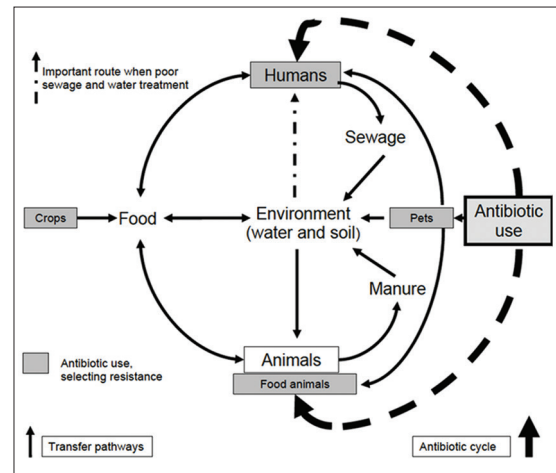 Important route when poor
sewage and water treatment
Humans
Sewage
Crops
Food
Environment
(water and soil)
Pets
Antibiotic
use
Manure
Animals
Food animals
Antibiotic use,
selecting resistance
Transfer pathways
Antibiotic cycle